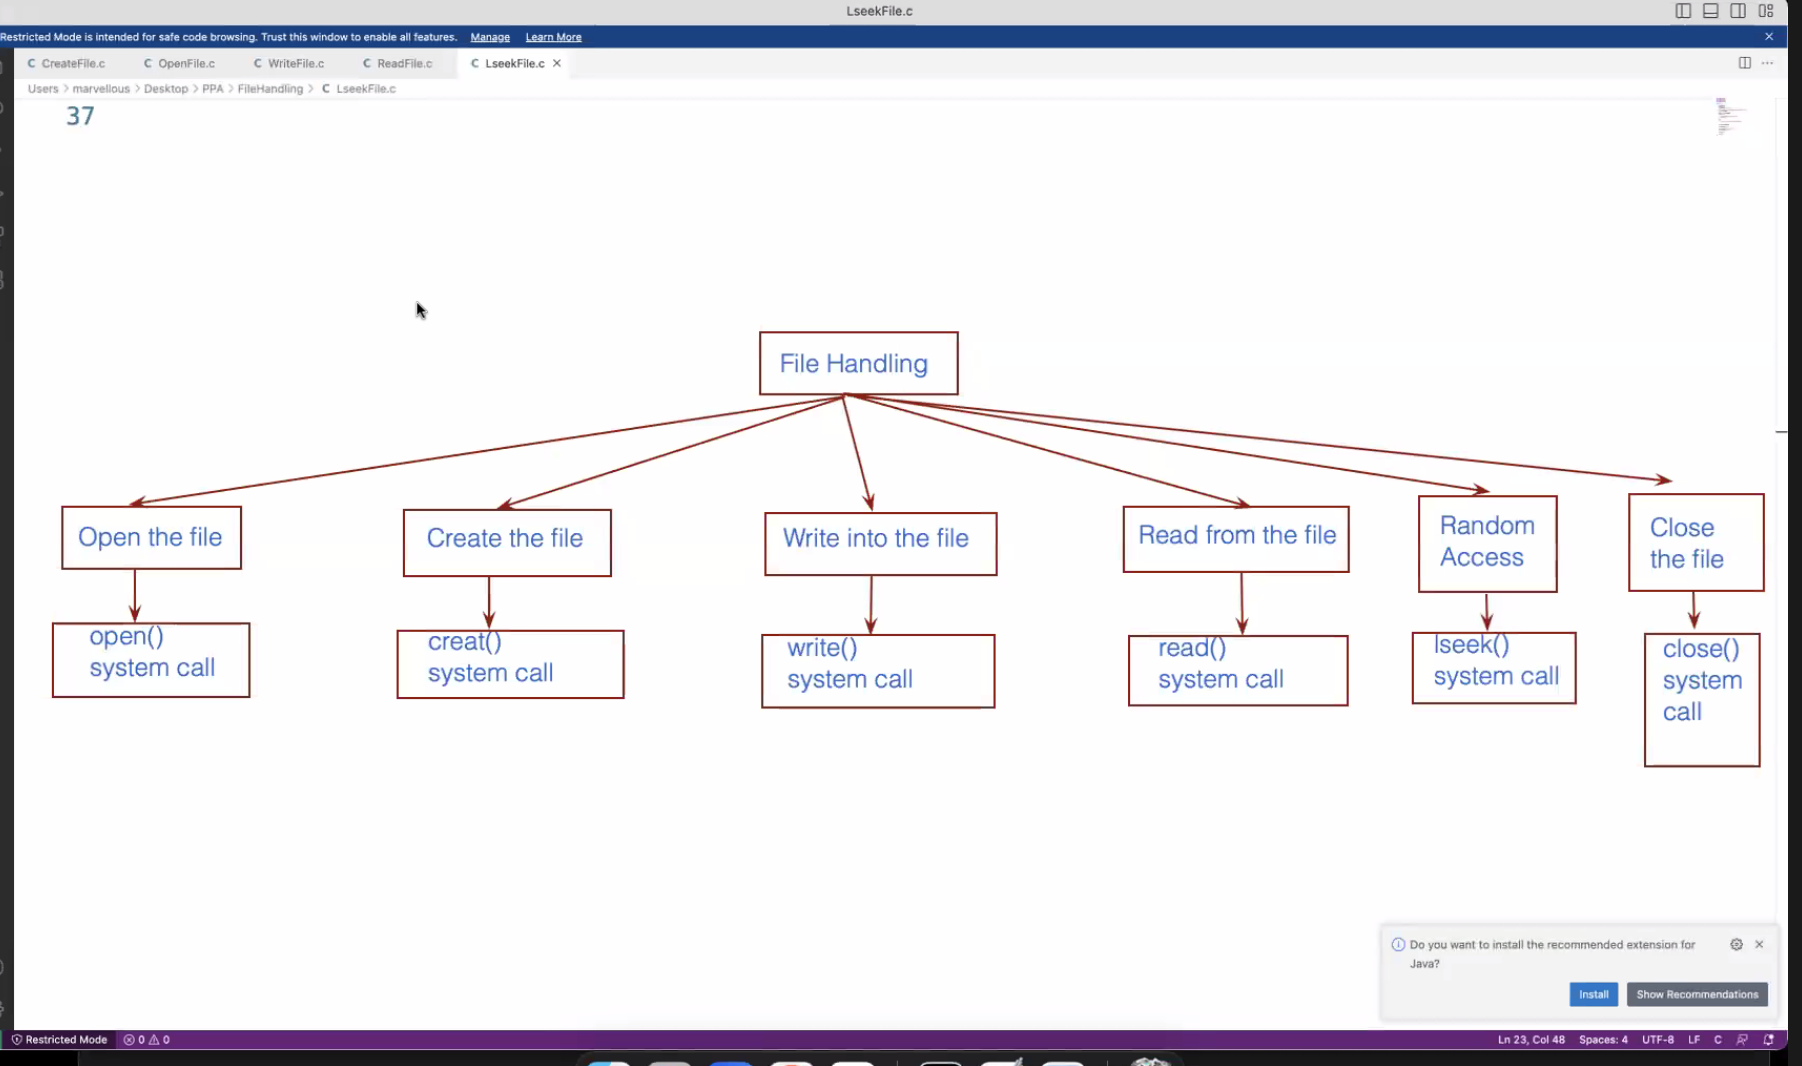 LseekFile.c
Restricted Mode is intended for safe code browsing. Trust this window to enable all features. Manage Learn More
CreateFile.c OpenFile.c WriteFile.c ReadFile.c LseekFile.c
Users > marvellous > Desktop > PPA > FileHandling > C LseekFile.c
37
File Handling
Open the file
Create the file
Write into the file
Read from the file
Random
Access
Close
the file
open()
system call
creat()
system call
write()
system call
read()
system call
lseek()
system call
close()
system
call
Do you want to install the recommended extension for
Java?
Install Show Recommendations
Restricted Mode 0 0 Ln 23, Col 48 Spaces: 4 UTF-8 LF C